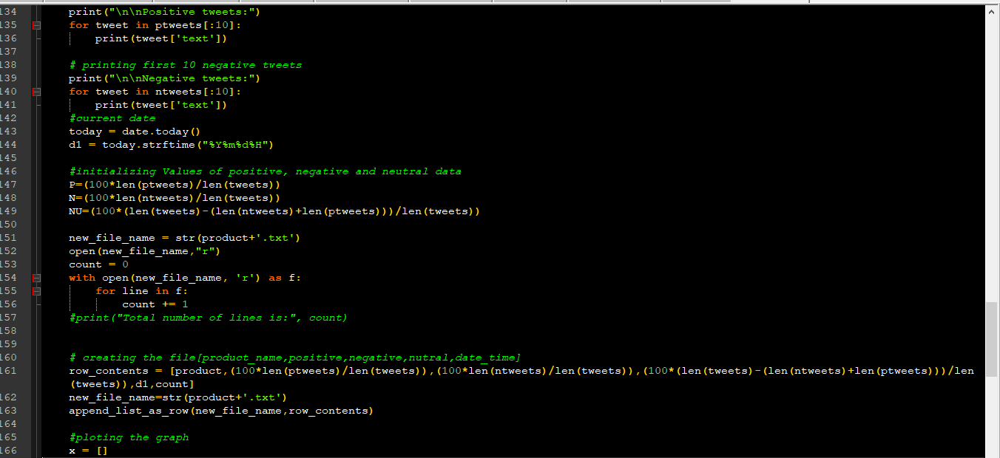 134 print("\n\nPositive tweets:")
135 for tweet in ptweets[:10]:
136 print(tweet['text'])
137
138 # printing first 10 negative tweets
139 print("\n\nNegative tweets:")
140 for tweet in ntweets[:10]:
141 print(tweet['text'])
142 #current date
143 today = date.today()
144 d1 = today.strftime("%Y%m%d%H")
145
146 #initializing Values of positive, negative and neutral data
147 P=(100*len(ptweets)/len(tweets))
148 N=(100*len(ntweets)/len(tweets))
149 NU=(100*(len(tweets)-(len(ntweets)+len(ptweets)))/len(tweets))
150
151 new_file_name = str(product+'.txt')
152 open(new_file_name,"r")
153 count = 0
154 with open(new_file_name, 'r') as f:
155 for line in f:
156 count += 1
157 #print("Total number of lines is:", count)
158
159
160 # creating the file[product_name,positive,negative,nutral,date_time]
161 row_contents = [product,(100*len(ptweets)/len(tweets)),(100*len(ntweets)/len(tweets)),(100*(len(tweets)-(len(ntweets)+len(ptweets)))/len
(tweets)),d1,count]
162 new_file_name=str(product+'.txt')
163 append_list_as_row(new_file_name,row_contents)
164
165 #ploting the graph
166 x = []